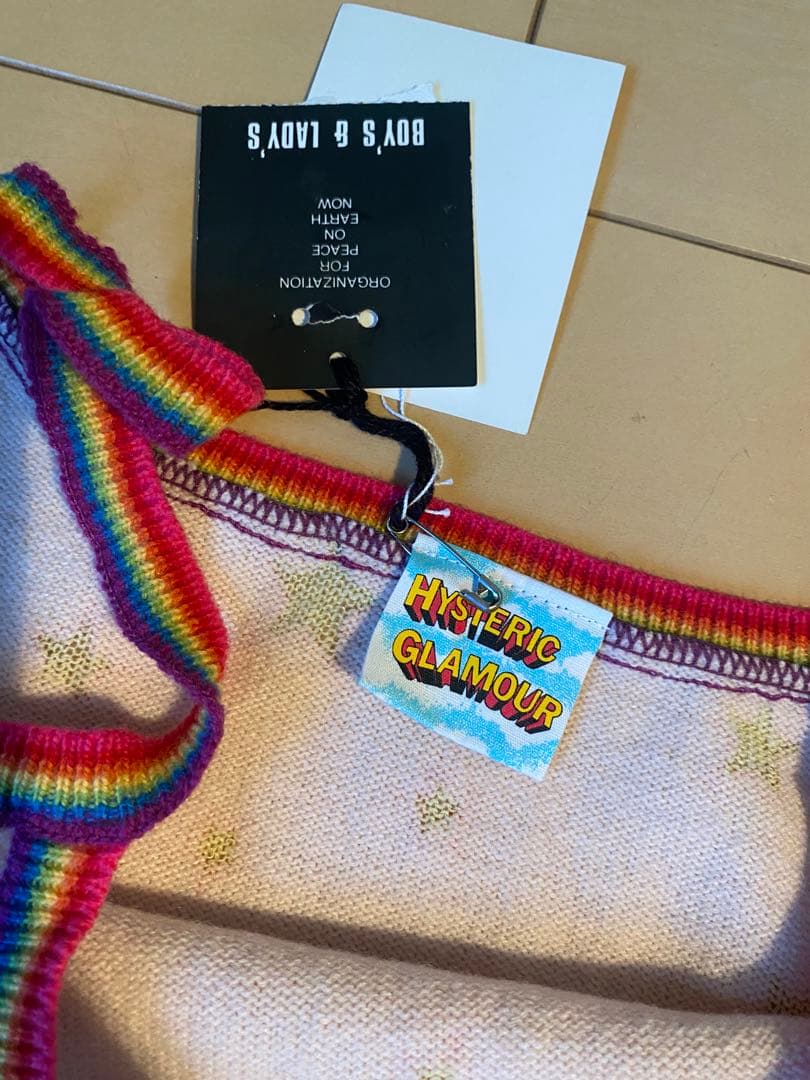 BOY'S & LADY'S
ORGANIZATION
FOR
PEACE
ON
EARTH
NOW
HYSTERIC
GLAMOUR